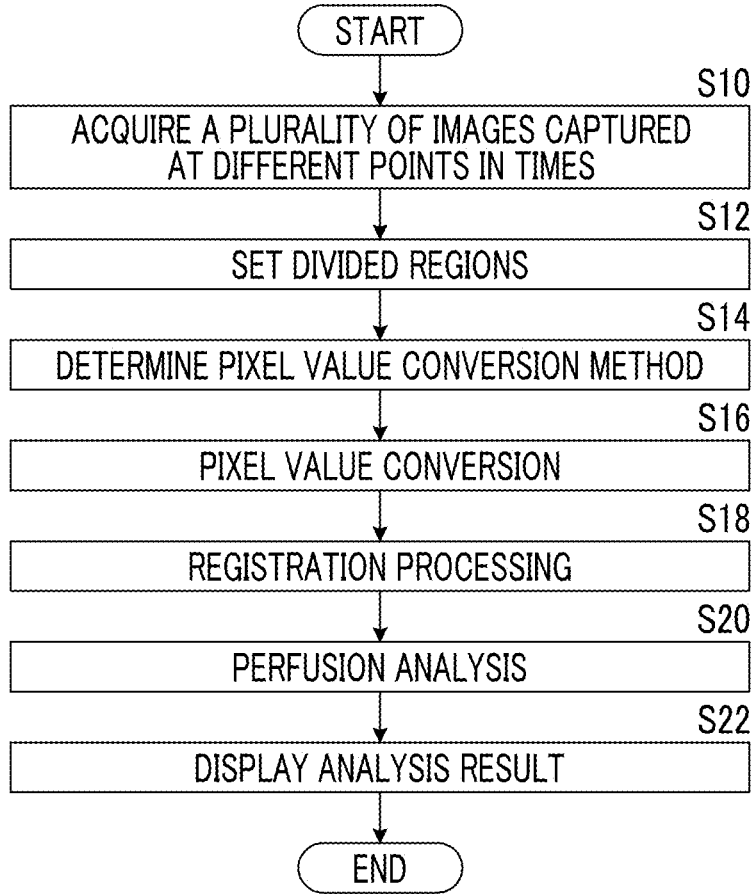 START
S10
ACQUIRE A PLURALITY OF IMAGES CAPTURED
AT DIFFERENT POINTS IN TIMES
S12
SET DIVIDED REGIONS
S14
DETERMINE PIXEL VALUE CONVERSION METHOD
S16
PIXEL VALUE CONVERSION
S18
REGISTRATION PROCESSING
S20
PERFUSION ANALYSIS
S22
DISPLAY ANALYSIS RESULT
END